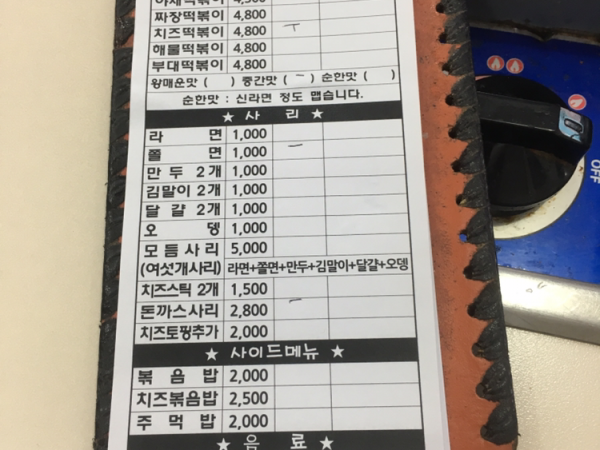 야채떡볶이 4,300
짜장떡볶이 4,800
치즈떡볶이 4,800 ㅜ
해물떡볶이 4,800
부대떡볶이 4,800
왕매운맛 ( ) 중간맛 ( ㅡ ) 순한맛 ( )
순한맛 : 신라면 정도 맵습니다.
★ 사 리 ★
라 면 1,000
쫄 면 1,000 ㅡ
만 두 2개 1,000
김말이 2개 1,000
달 걀 2개 1,000
오 뎅 1,000
모듬사리 5,000
(여섯개사리) 라면+쫄면+만두+김말이+달걀+오뎅
치즈스틱 2개 1,500
돈까스사리 2,800 ㅡ
치즈토핑추가 2,000
★ 사이드메뉴 ★
볶 음 밥 2,000
치즈볶음밥 2,500
주 먹 밥 2,000
★ 음 료 ★
OFF